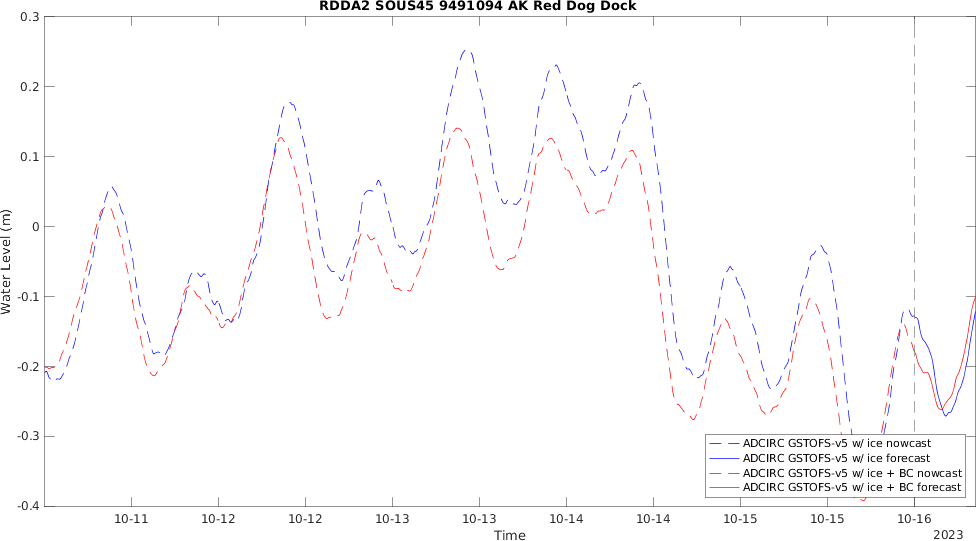 RDDA2 SOUS45 9491094 AK Red Dog Dock
Water Level (m)
0.3
0.2
0.1
0
-0.1
-0.2
-0.3
-0.4
ADCIRC GSTOFS-v5 w/ ice nowcast
ADCIRC GSTOFS-v5 w/ ice forecast
ADCIRC GSTOFS-v5 w/ ice + BC nowcast
ADCIRC GSTOFS-v5 w/ ice + BC forecast
10-11 10-12 10-12 10-13 10-13 10-14 10-14 10-15 10-15 10-16
Time
2023